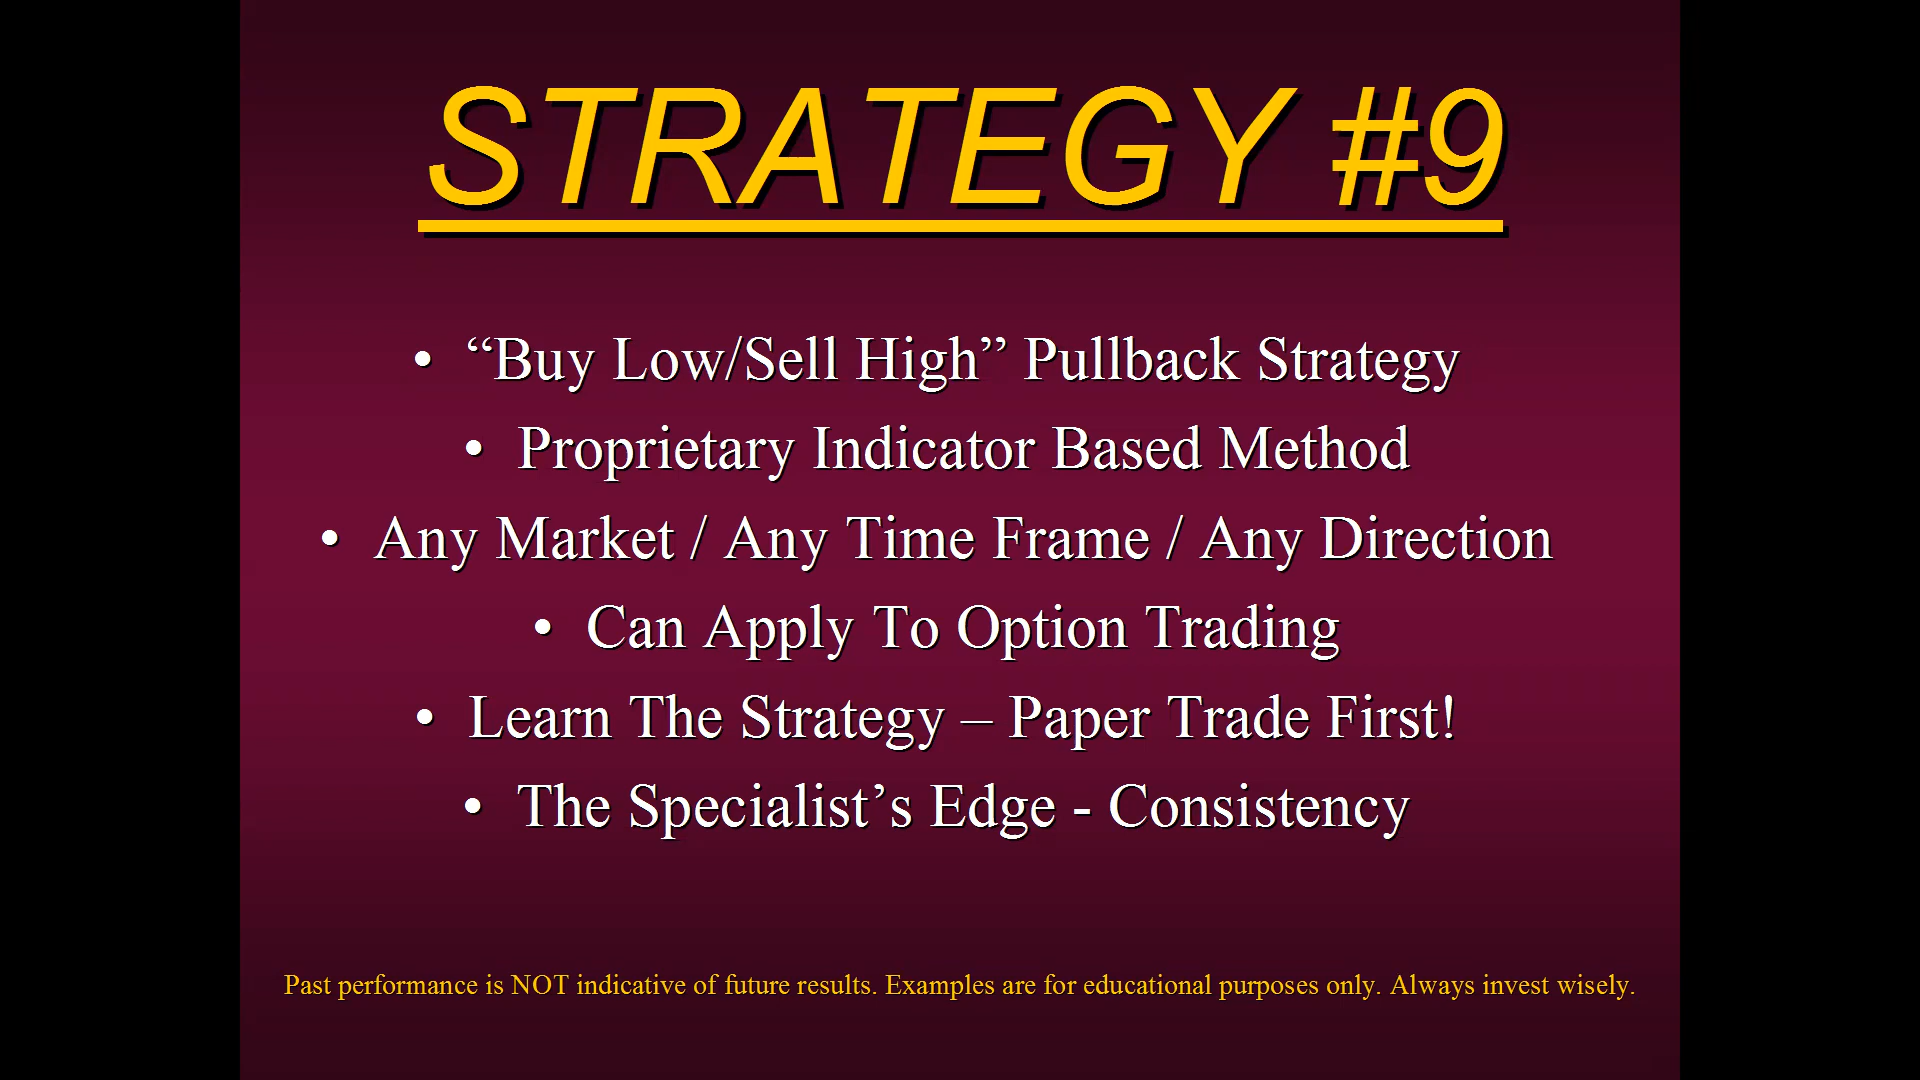 STRATEGY #9
• “Buy Low/Sell High” Pullback Strategy
• Proprietary Indicator Based Method
• Any Market / Any Time Frame / Any Direction
• Can Apply To Option Trading
• Learn The Strategy – Paper Trade First!
• The Specialist’s Edge - Consistency
Past performance is NOT indicative of future results. Examples are for educational purposes only. Always invest wisely.